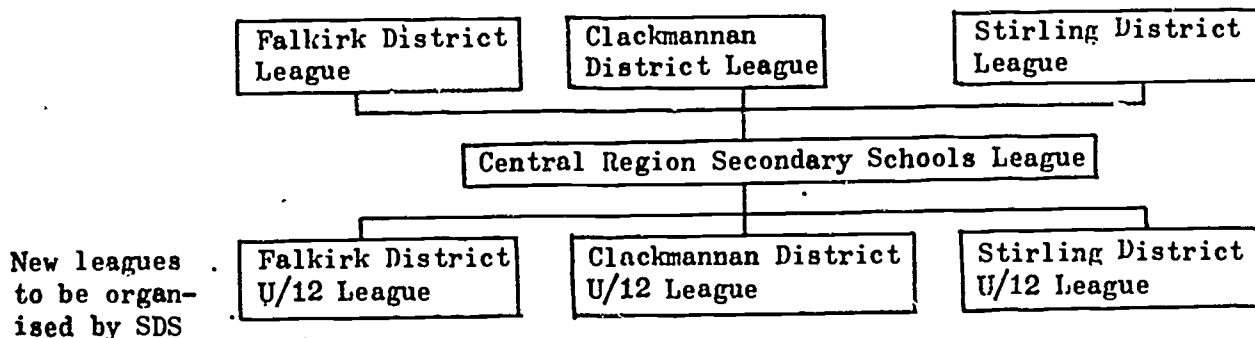 Falkirk District
League
Clackmannan
District League
Stirling District
League
Central Region Secondary Schools League
New leagues
to be organ-
ised by SDS
Falkirk District
U/12 League
Clackmannan District
U/12 League
Stirling District
U/12 League